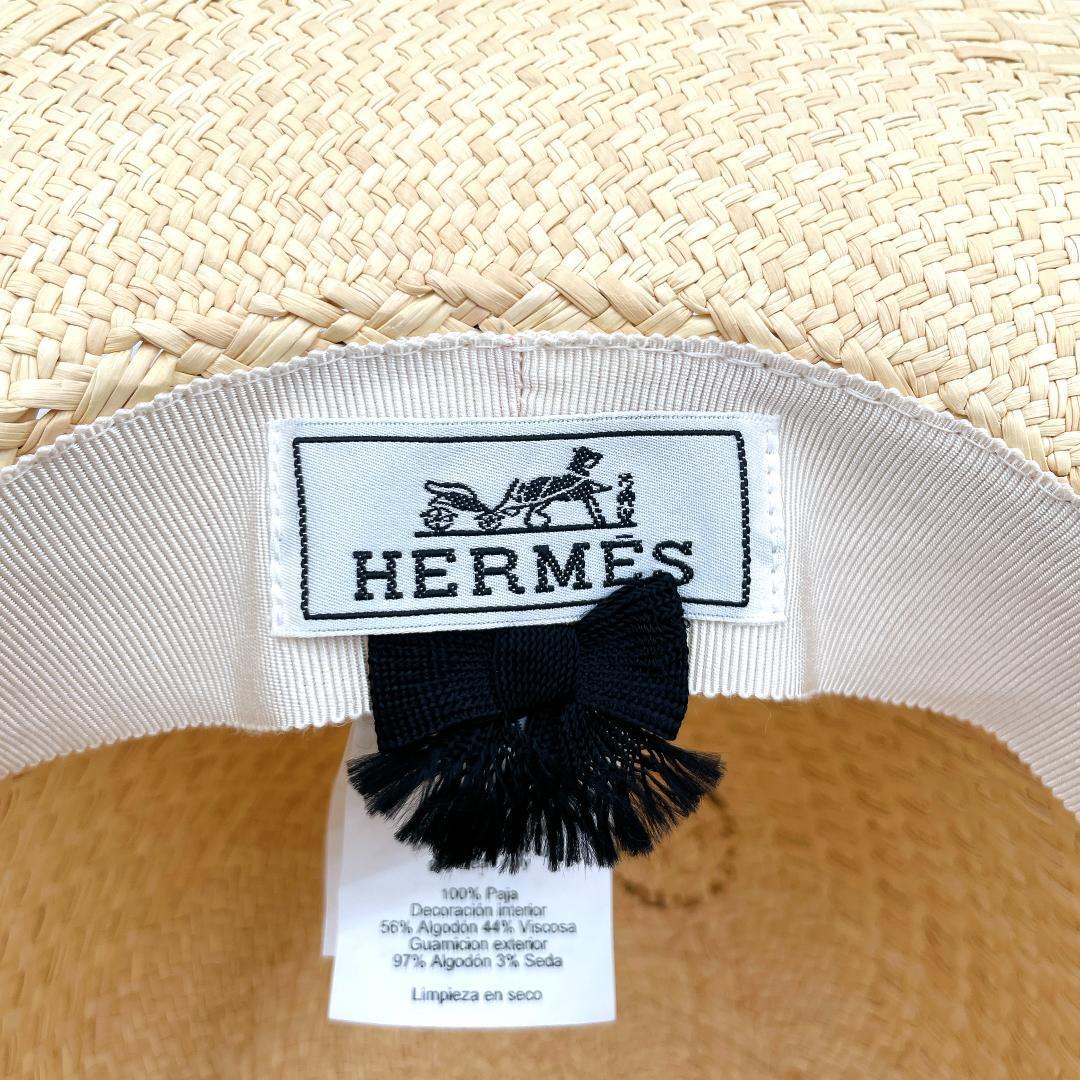 HERMÈS
100% Paja
Decoración interior
56% Algodón 44% Viscosa
Guarnicion exterior
97% Algodón 3% Seda
Limpieza en seco